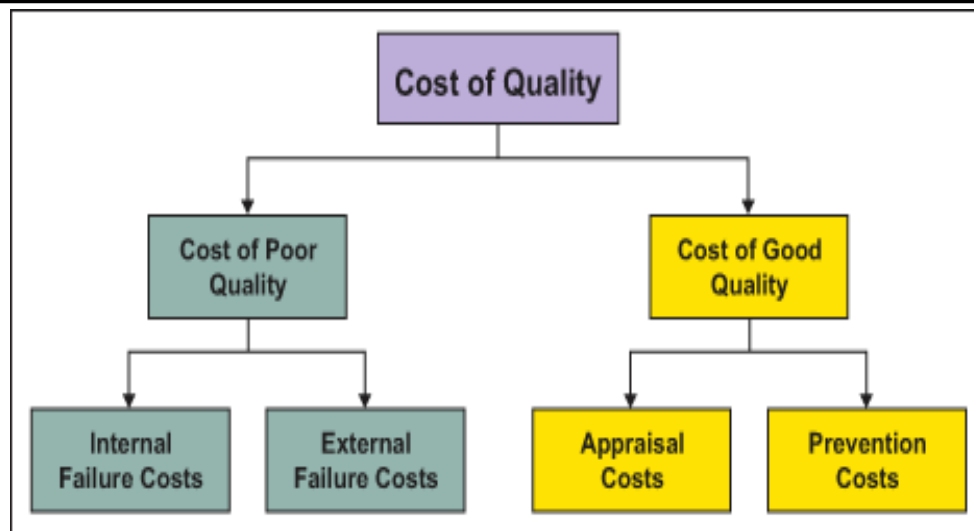 Cost of Quality
Cost of Poor
Quality
Cost of Good
Quality
Internal
Failure Costs
External
Failure Costs
Appraisal
Costs
Prevention
Costs